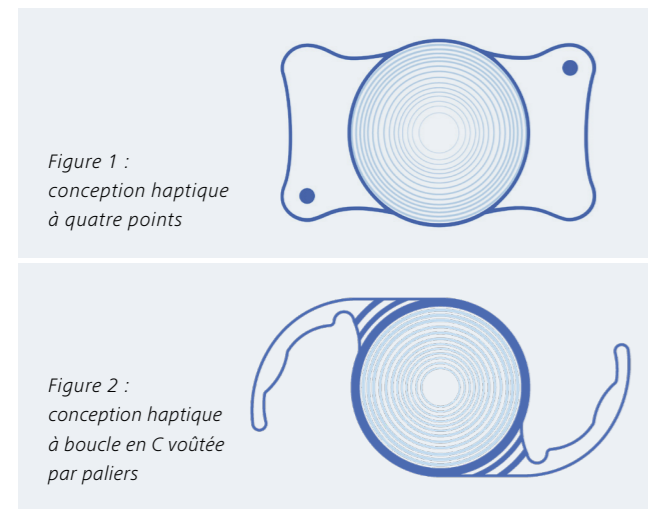 Figure 1 :
conception haptique
à quatre points
Figure 2 :
conception haptique
à boucle en C voûtée
par paliers